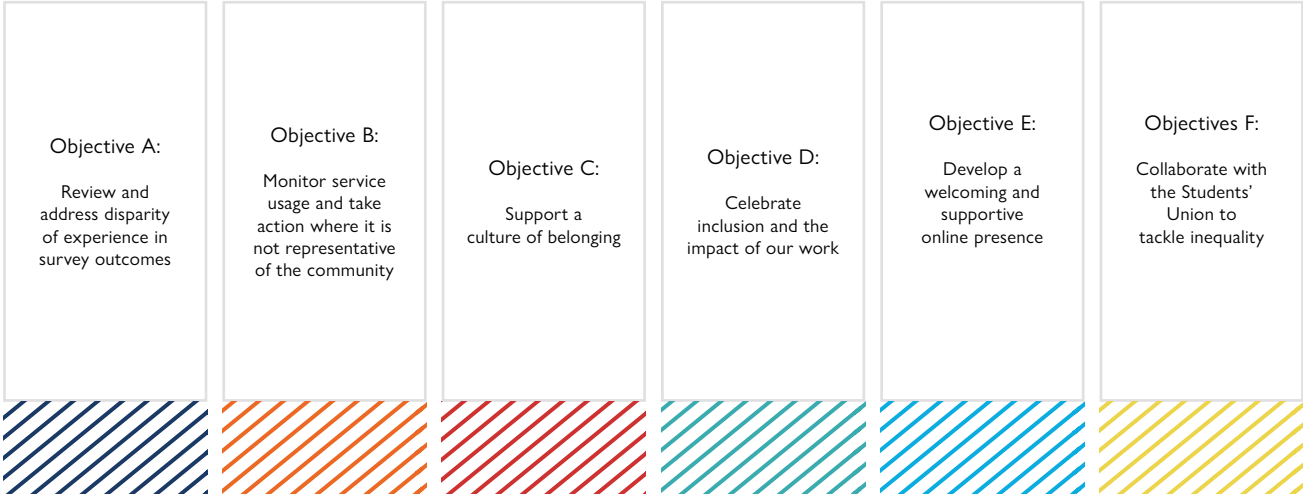 Objective A:
Review and
address disparity
of experience in
survey outcomes
Objective B:
Monitor service
usage and take
action where it is
not representative
of the community
Objective C:
Support a
culture of belonging
Objective D:
Celebrate
inclusion and the
impact of our work
Objective E:
Develop a
welcoming and
supportive
online presence
Objectives F:
Collaborate with
the Students’
Union to
tackle inequality